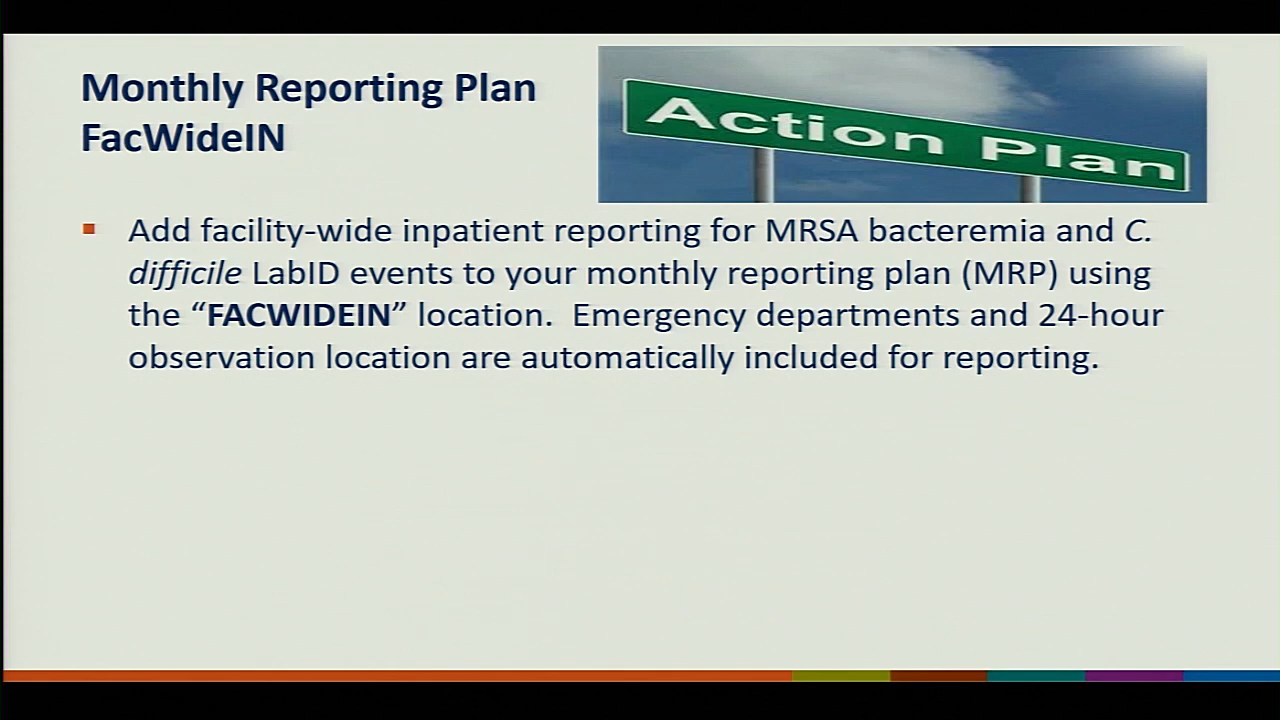 Monthly Reporting Plan
FacWideIN
Action Plan
▪ Add facility-wide inpatient reporting for MRSA bacteremia and C.
difficile LabID events to your monthly reporting plan (MRP) using
the “FACWIDEIN” location.  Emergency departments and 24-hour
observation location are automatically included for reporting.